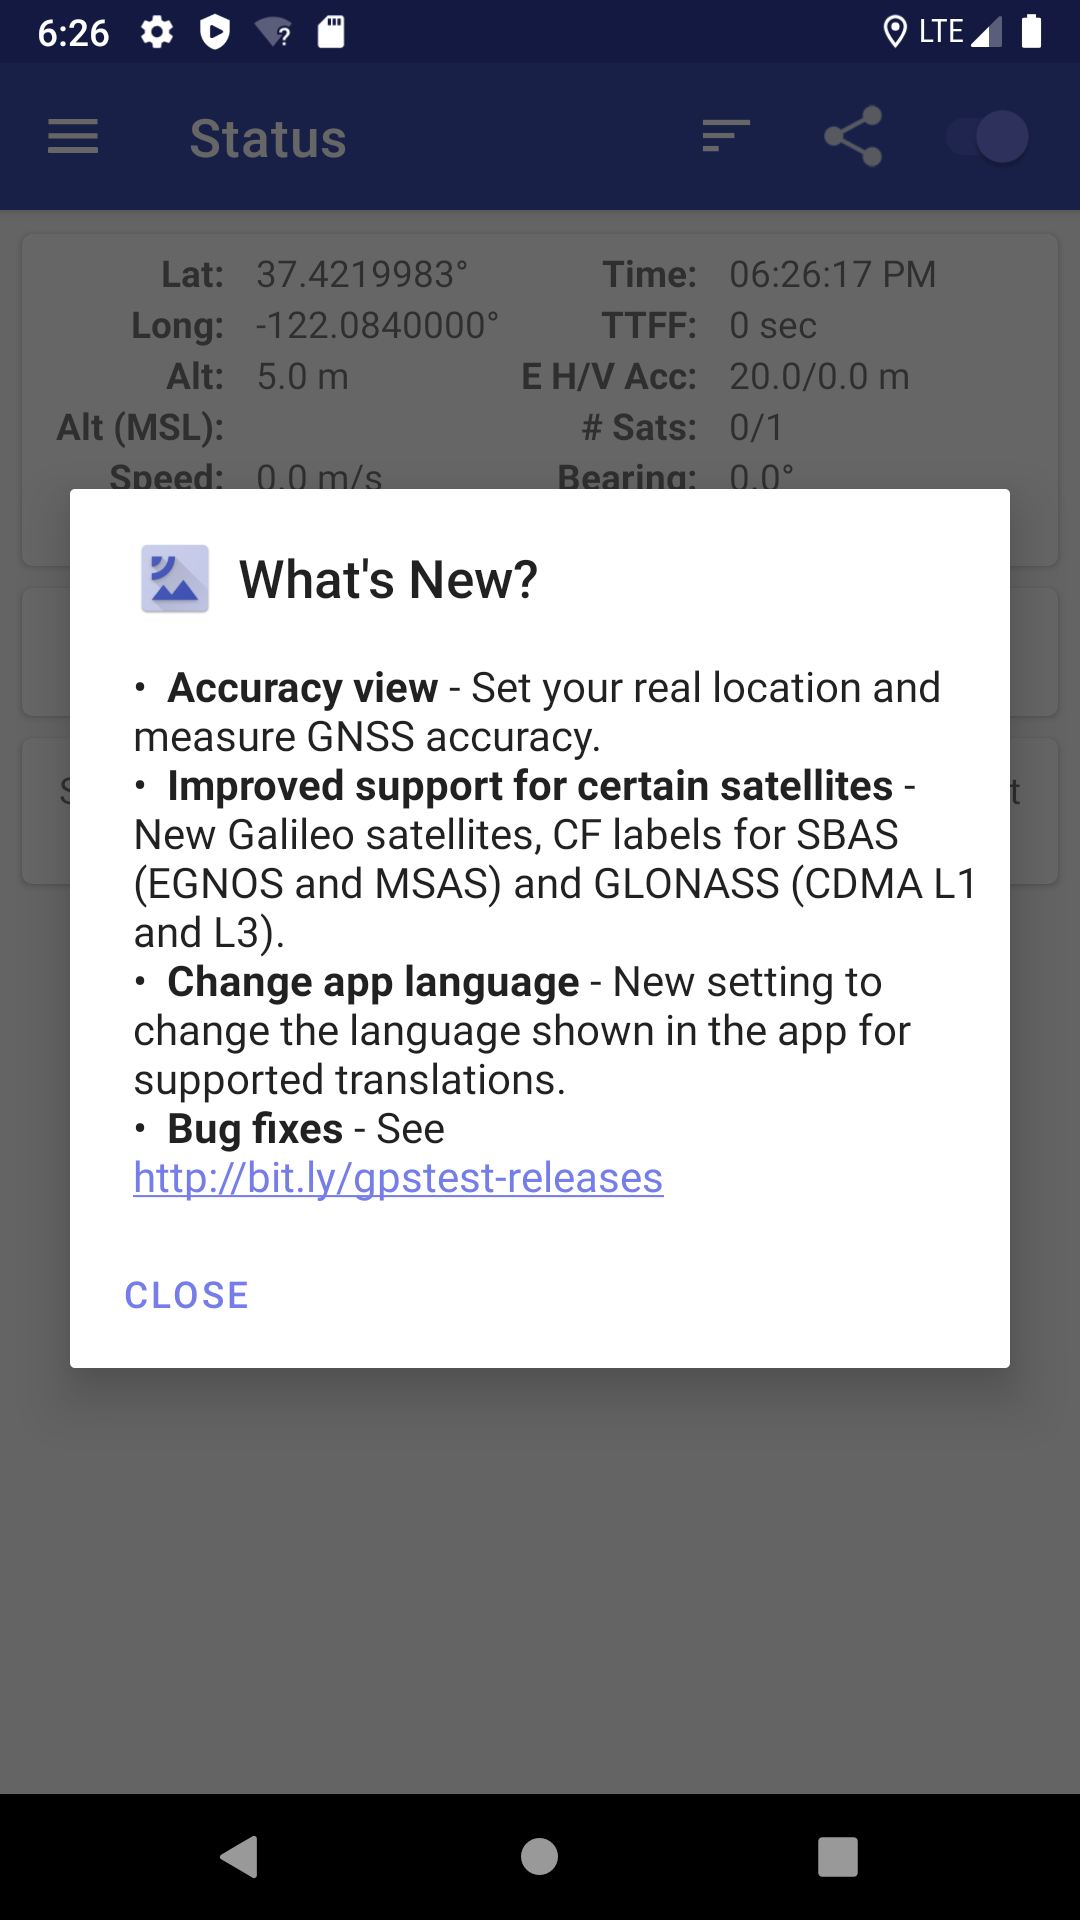 6:26 ? LTE
Status
Lat: 37.4219983° Time: 06:26:17 PM
Long: -122.0840000° TTFF: 0 sec
Alt: 5.0 m E H/V Acc: 20.0/0.0 m
Alt (MSL): # Sats: 0/1
Speed: 0.0 m/s Bearing: 0.0°
What's New?
• Accuracy view - Set your real location and
measure GNSS accuracy.
• Improved support for certain satellites -
New Galileo satellites, CF labels for SBAS
(EGNOS and MSAS) and GLONASS (CDMA L1
and L3).
• Change app language - New setting to
change the language shown in the app for
supported translations.
• Bug fixes - See
http://bit.ly/gpstest-releases
CLOSE